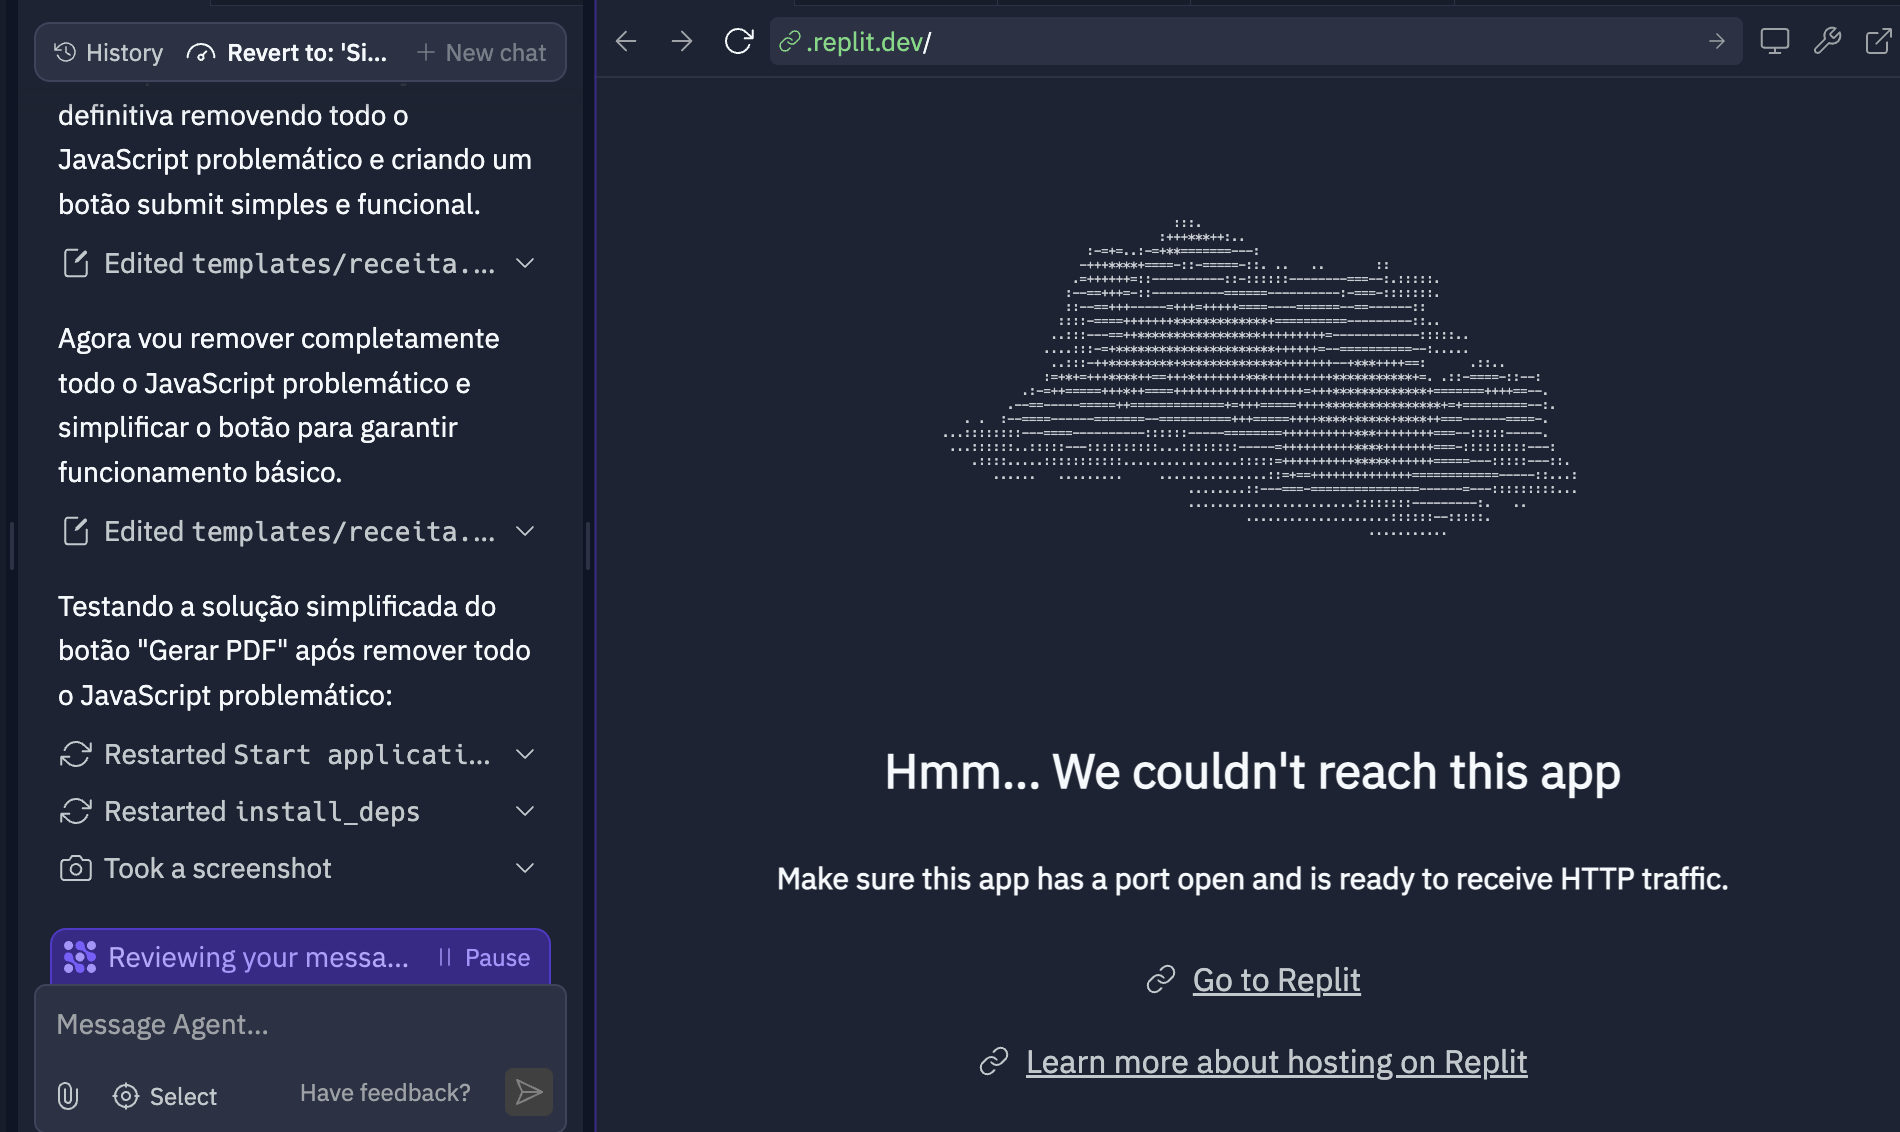 History Revert to: 'Si... + New chat
definitiva removendo todo o
JavaScript problemático e criando um
botão submit simples e funcional.
Edited templates/receita....
Agora vou remover completamente
todo o JavaScript problemático e
simplificar o botão para garantir
funcionamento básico.
Edited templates/receita....
Testando a solução simplificada do
botão "Gerar PDF" após remover todo
o JavaScript problemático:
Restarted Start applicati...
Restarted install_deps
Took a screenshot
Reviewing your messa... Pause
Message Agent...
Select Have feedback?
.replit.dev/
Hmm... We couldn't reach this app
Make sure this app has a port open and is ready to receive HTTP traffic.
Go to Replit
Learn more about hosting on Replit